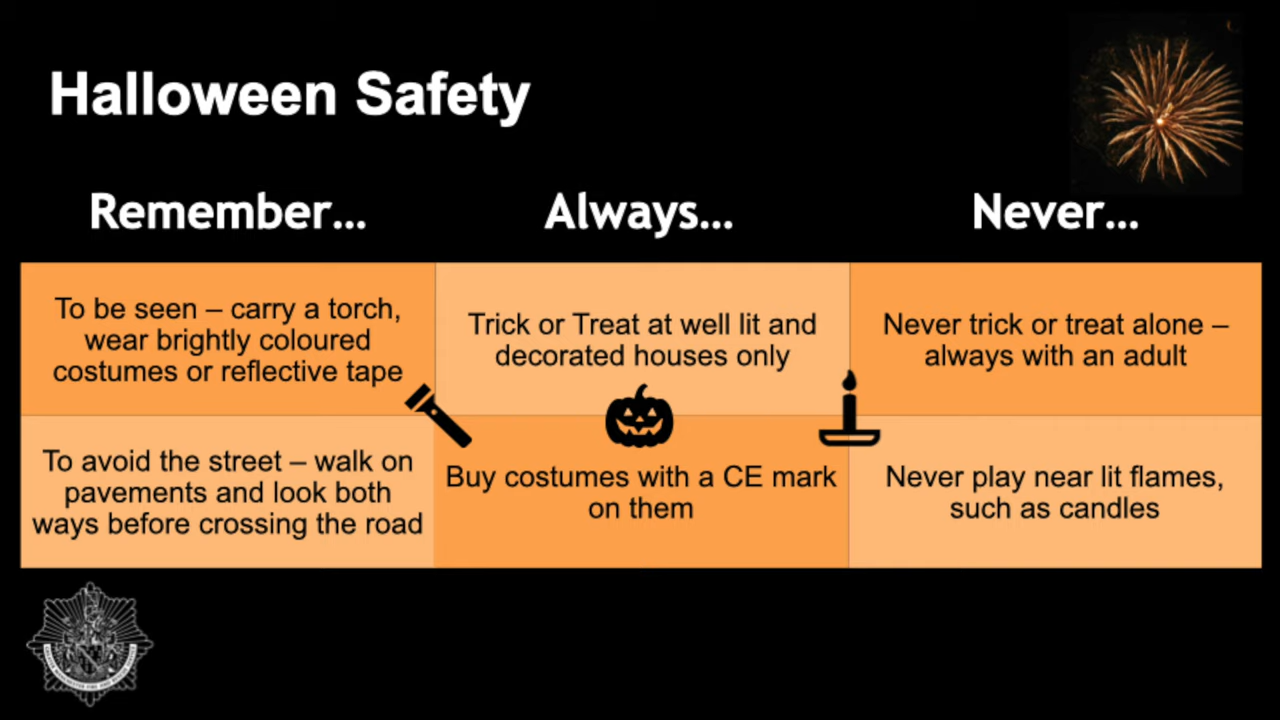 Halloween Safety
Remember...
Always...
Never...
To be seen – carry a torch,
wear brightly coloured
costumes or reflective tape
Trick or Treat at well lit and
decorated houses only
Never trick or treat alone –
always with an adult
To avoid the street – walk on
pavements and look both
ways before crossing the road
Buy costumes with a CE mark
on them
Never play near lit flames,
such as candles